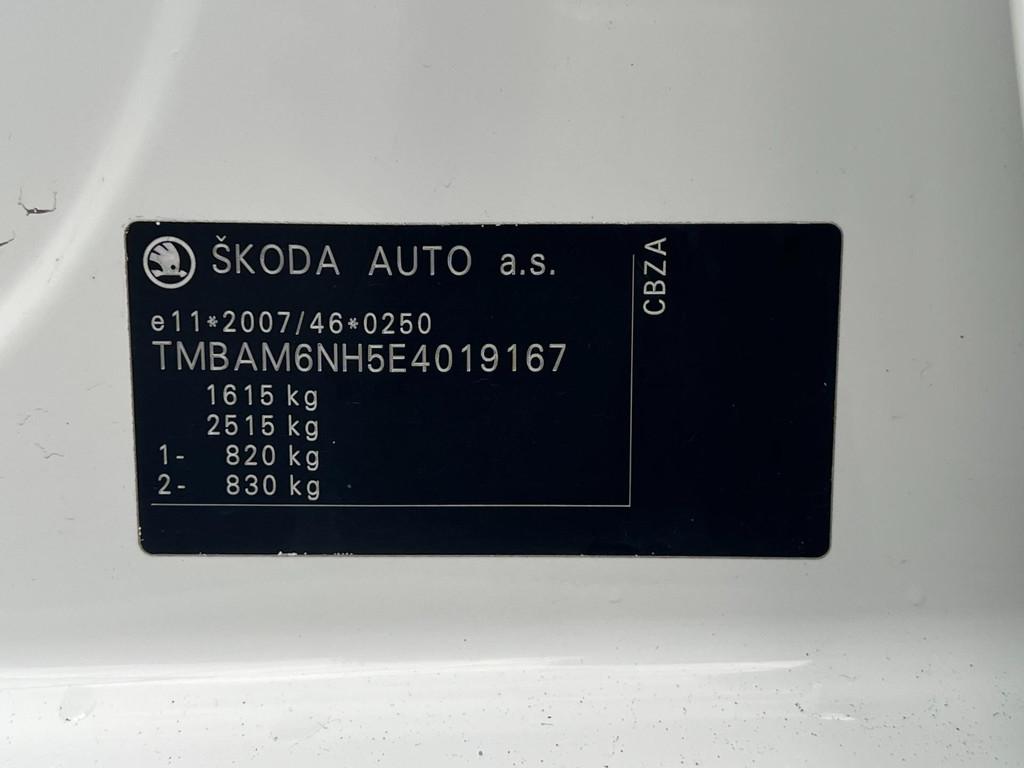 ŠKODA AUTO a.s.
e11*2007/46*0250
TMBAM6NH5E4019167
1615 kg
2515 kg
1- 820 kg
2- 830 kg
CBZA